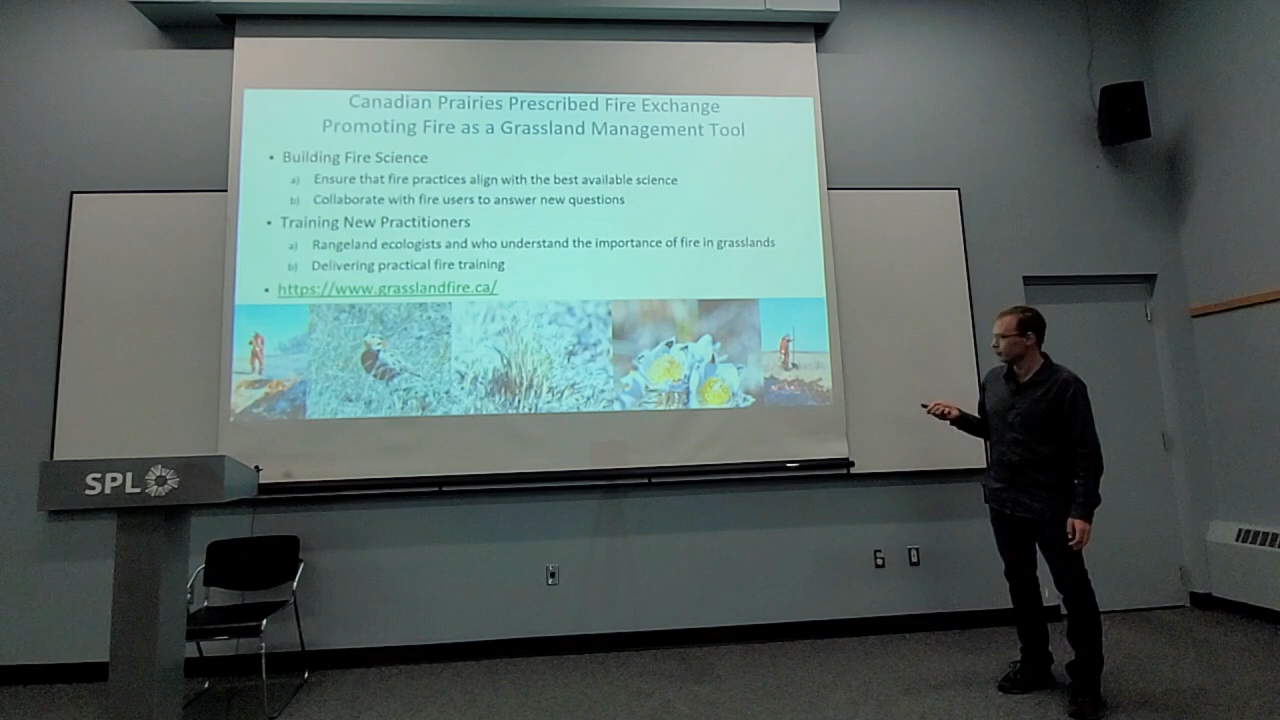 Canadian Prairies Prescribed Fire Exchange
Promoting Fire as a Grassland Management Tool
• Building Fire Science
a) Ensure that fire practices align with the best available science
b) Collaborate with fire users to answer new questions
• Training New Practitioners
a) Rangeland ecologists and who understand the importance of fire in grasslands
b) Delivering practical fire training
• https://www.grasslandfire.ca/
SPL